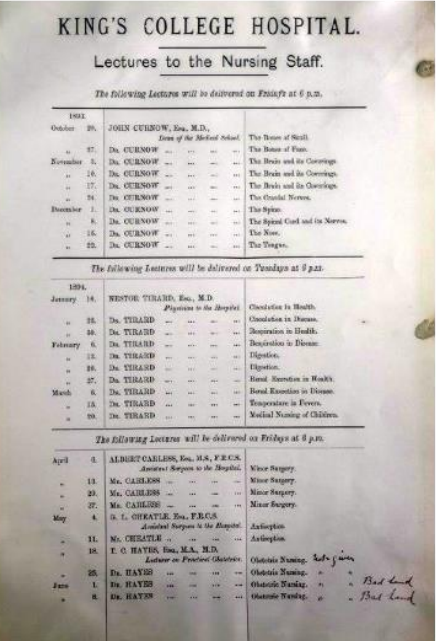 KING'S COLLEGE HOSPITAL.
Lectures to the Nursing Staff.
The following Lectures will be delivered on Fridays at 6 p.m.
1893.
October 20. JOHN CURNOW, Esq., M.D.,
Dean of the Medical School. The Bones of Skull.
„ 27. Dr. CURNOW ... ... ... ... The Bones of Face.
November 3. Dr. CURNOW ... ... ... ... The Brain and its Coverings.
„ 10. Dr. CURNOW ... ... ... ... The Brain and its Coverings.
„ 17. Dr. CURNOW ... ... ... ... The Brain and its Coverings.
„ 24. Dr. CURNOW ... ... ... ... The Cranial Nerves.
December 1. Dr. CURNOW ... ... ... ... The Spine.
„ 8. Dr. CURNOW ... ... ... ... The Spinal Cord and its Nerves.
„ 15. Dr. CURNOW ... ... ... ... The Nose.
„ 22. Dr. CURNOW ... ... ... ... The Tongue.
The following Lectures will be delivered on Tuesdays at 6 p.m.
1894.
January 16. NESTOR TIRARD, Esq., M.D.
Physician to the Hospital. Circulation in Health.
„ 23. Dr. TIRARD ... ... ... ... Circulation in Disease.
„ 30. Dr. TIRARD ... ... ... ... Respiration in Health.
February 6. Dr. TIRARD ... ... ... ... Respiration in Disease
„ 13. Dr. TIRARD ... ... ... ... Digestion.
„ 20. Dr. TIRARD ... ... ... ... Digestion.
„ 27. Dr. TIRARD ... ... ... ... Renal Excretion in Health.
March 6. Dr. TIRARD ... ... ... ... Renal Excretion in Disease.
„ 13. Dr. TIRARD ... ... ... ... Temperature in Fevers.
„ 20. Dr. TIRARD ... ... ... ... Medical Nursing of Children.
The following Lectures will be delivered on Fridays at 6 p.m.
April 6. ALBERT CARLESS, Esq., M.S., F.R.C.S.
Assistant Surgeon to the Hospital. Minor Surgery.
„ 13. Mr. CARLESS ... ... ... ... Minor Surgery.
„ 20. Mr. CARLESS ... ... ... ... Minor Surgery.
„ 27. Mr. CARLESS ... ... ... ... Minor Surgery.
May 4. G. L. CHEATLE, Esq., F.R.C.S.
Assistant Surgeon to the Hospital. Antiseptics.
„ 11. Mr. CHEATLE ... ... ... ... Antiseptics.
„ 18. T. C. HAYES, Esq., M.A., M.D.
Lecturer on Practical Obstetrics. Obstetric Nursing. Not given
„ 25. Dr. HAYES ... ... ... ... Obstetric Nursing. „ „
June 1. Dr. HAYES ... ... ... ... Obstetric Nursing. „ „ Bad
„ 8. Dr. HAYES ... ... ... ... Obstetric Nursing. „ „ Bad